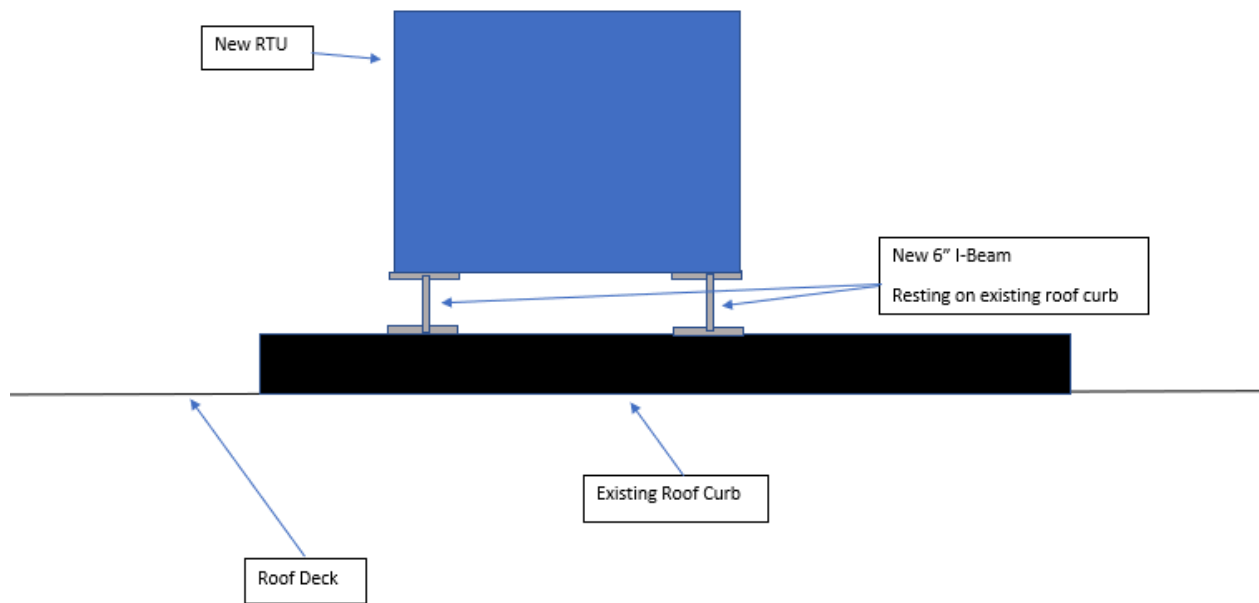 New RTU
New 6” I-Beam
Resting on existing roof curb
Existing Roof Curb
Roof Deck